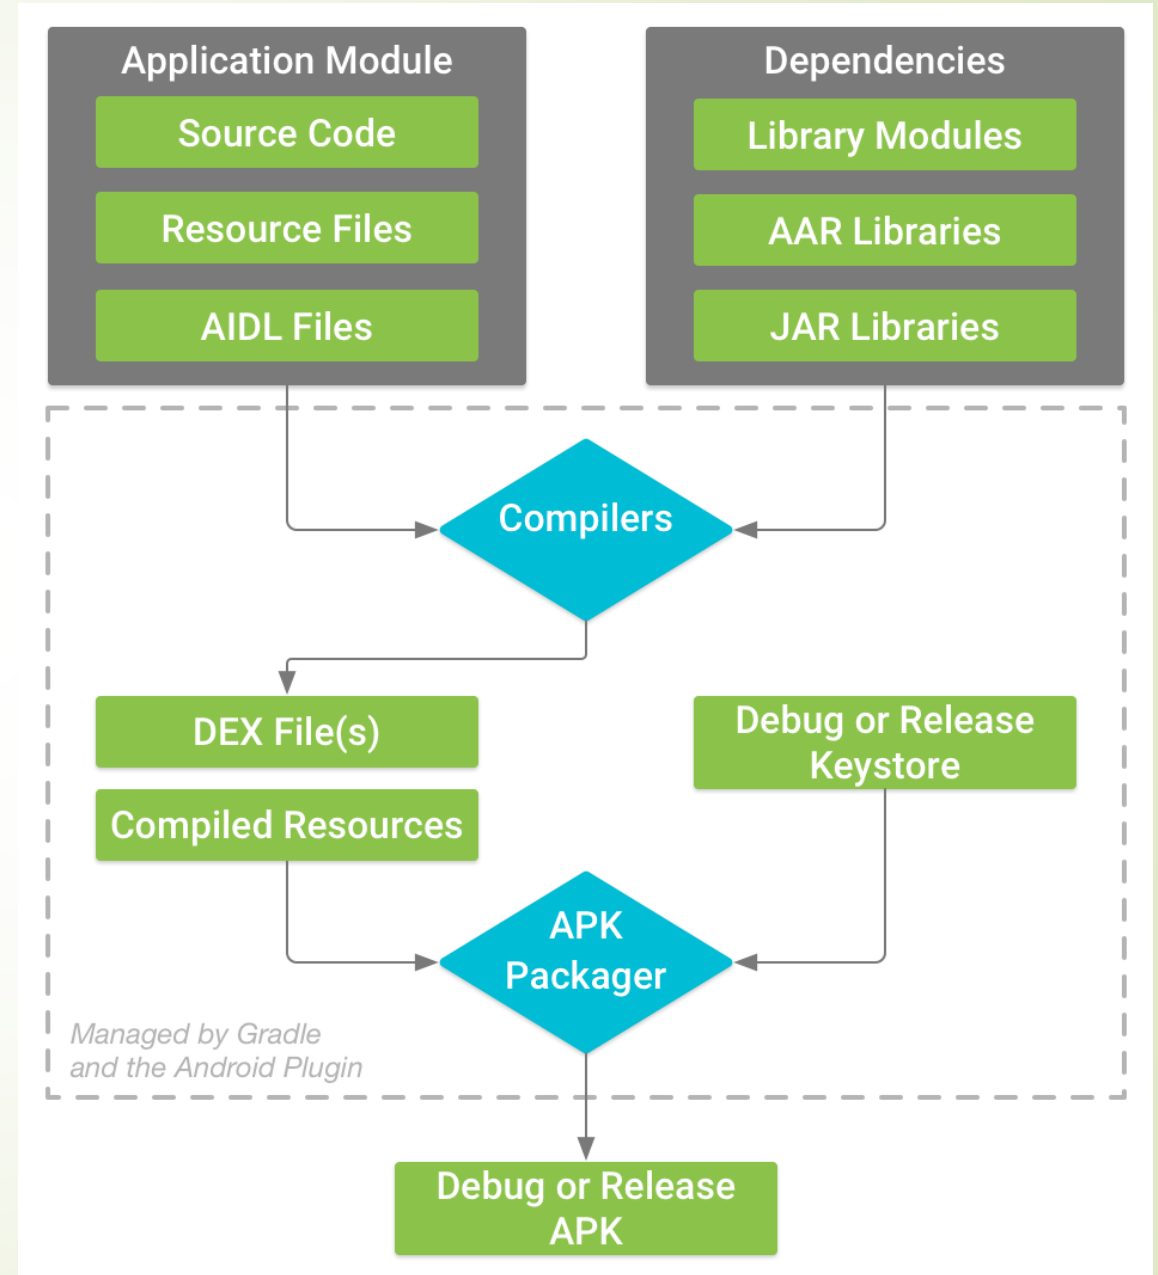 Application Module
Source Code
Resource Files
AIDL Files
Dependencies
Library Modules
AAR Libraries
JAR Libraries
Compilers
DEX File(s)
Compiled Resources
Debug or Release
Keystore
APK
Packager
Managed by Gradle
and the Android Plugin
Debug or Release
APK